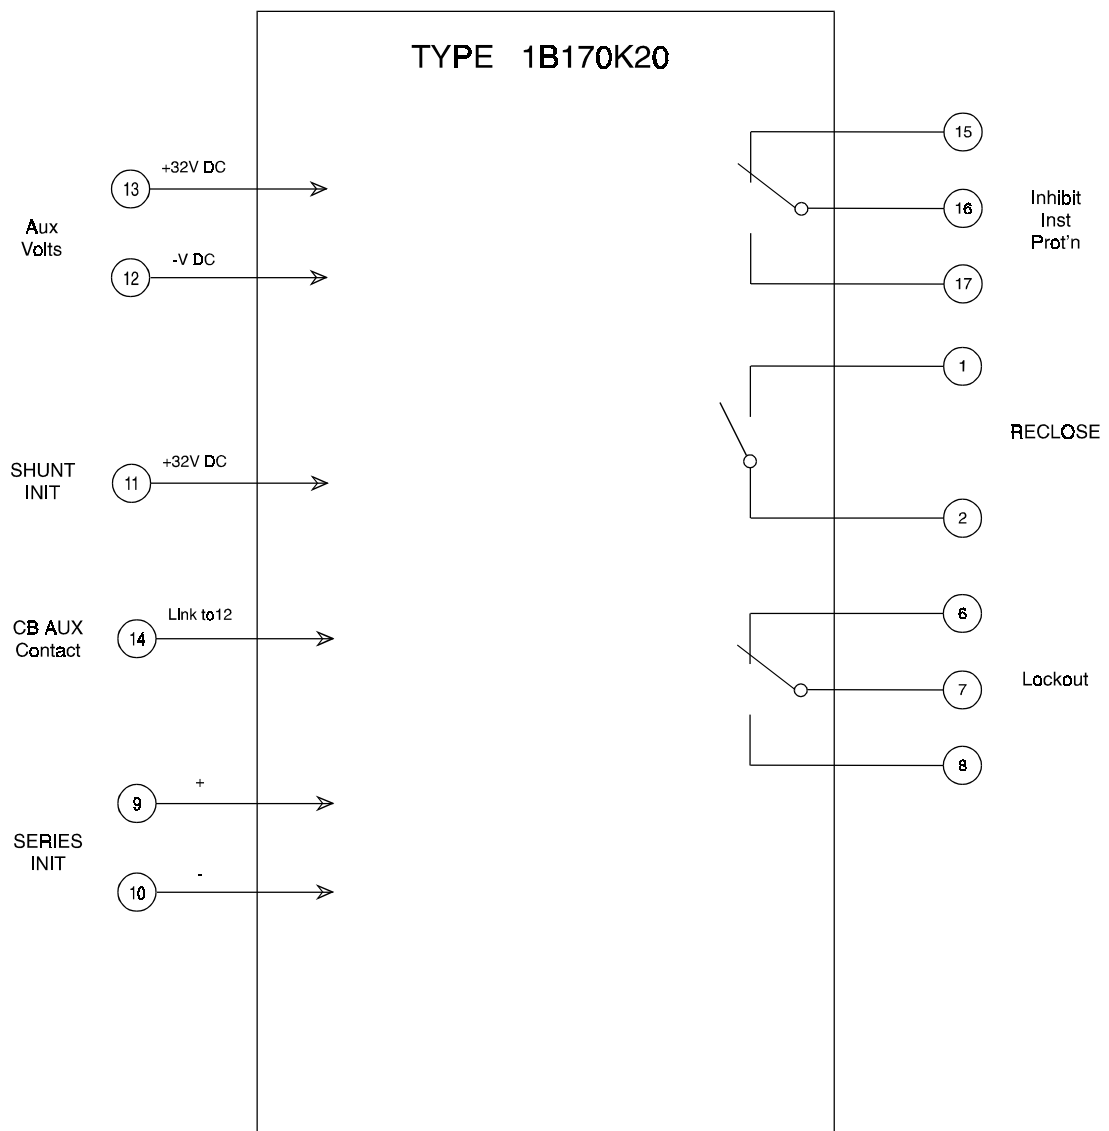 TYPE 1B170K20
+32V DC
13
Aux
Volts
-V DC
12
SHUNT
INIT
+32V DC
11
CB AUX
Contact
LInk to12
14
+
9
SERIES
INIT
-
10
15
16
Inhibit
Inst
Prot'n
17
1
RECLOSE
2
6
7
Lockout
8